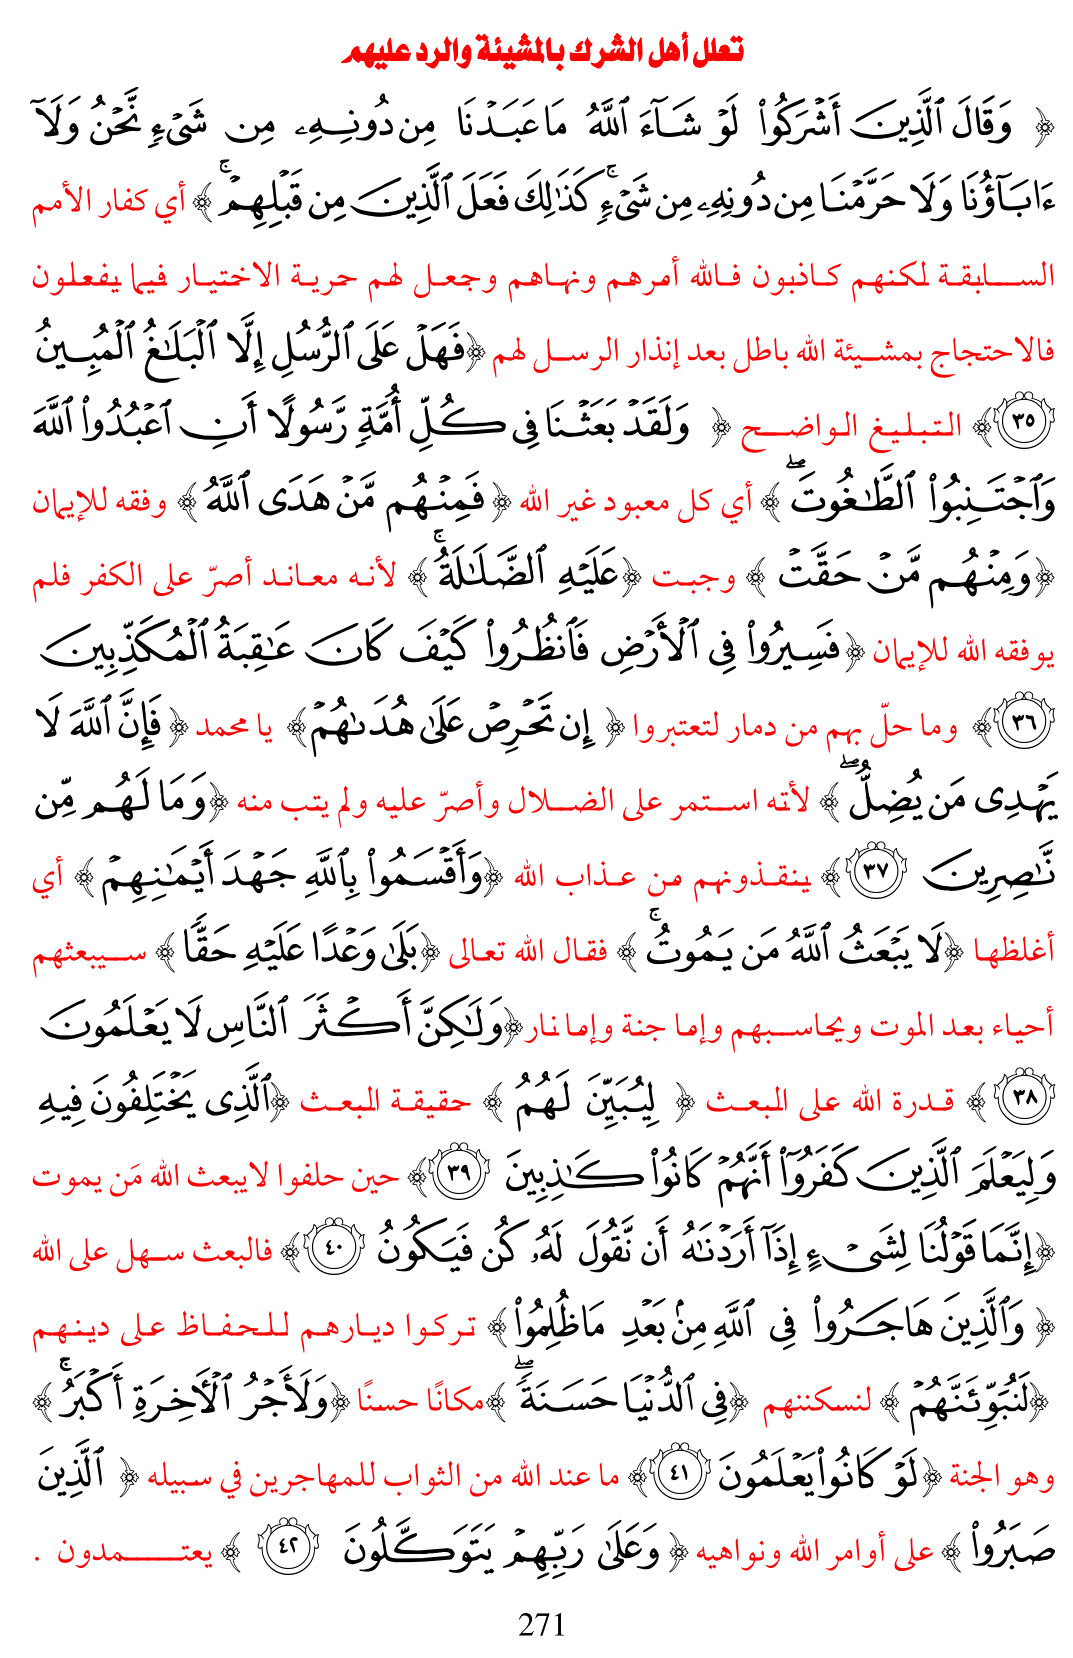 تعلل أهل الشرك بالمشيئة والرد عليهم
﴿ وَقَالَ ٱلَّذِينَ أَشْرَكُوا۟ لَوْ شَآءَ ٱللَّهُ مَا عَبَدْنَا مِن دُونِهِۦ مِن شَىْءٍ نَّحْنُ وَلَآ
ءَابَآؤُنَا وَلَا حَرَّمْنَا مِن دُونِهِۦ مِن شَىْءٍ ۚ كَذَٰلِكَ فَعَلَ ٱلَّذِينَ مِن قَبْلِهِمْ ۚ ﴾ أي كفار الأمم
السابقة لكنهم كاذبون فالله أمرهم ونهاهم وجعل لهم حرية الاختيار فيما يفعلون
فالاحتجاج بمشيئة الله باطل بعد إنذار الرسل لهم ﴿فَهَلْ عَلَى ٱلرُّسُلِ إِلَّا ٱلْبَلَٰغُ ٱلْمُبِينُ
٣٥﴾ التبليغ الواضح ﴿ وَلَقَدْ بَعَثْنَا فِى كُلِّ أُمَّةٍ رَّسُولًا أَنِ ٱعْبُدُوا۟ ٱللَّهَ
وَٱجْتَنِبُوا۟ ٱلطَّٰغُوتَ ۖ ﴾ أي كل معبود غير الله ﴿ فَمِنْهُم مَّنْ هَدَى ٱللَّهُ ﴾ وفقه للإيمان
﴿وَمِنْهُم مَّنْ حَقَّتْ ﴾ وجبت ﴿عَلَيْهِ ٱلضَّلَٰلَةُ ۚ ﴾ لأنه معاند أصرّ على الكفر فلم
يوفقه الله للإيمان ﴿ فَسِيرُوا۟ فِى ٱلْأَرْضِ فَٱنظُرُوا۟ كَيْفَ كَانَ عَٰقِبَةُ ٱلْمُكَذِّبِينَ
٣٦﴾ وما حلّ بهم من دمار لتعتبروا ﴿ إِن تَحْرِصْ عَلَىٰ هُدَىٰهُمْ﴾ يا محمد ﴿ فَإِنَّ ٱللَّهَ لَا
يَهْدِى مَن يُضِلُّ ۖ ﴾ لأنه استمر على الضلال وأصرّ عليه ولم يتب منه ﴿وَمَا لَهُم مِّن
نَّٰصِرِينَ ٣٧﴾ ينقذونهم من عذاب الله ﴿وَأَقْسَمُوا۟ بِٱللَّهِ جَهْدَ أَيْمَٰنِهِمْ ﴾ أي
أغلظها ﴿لَا يَبْعَثُ ٱللَّهُ مَن يَمُوتُ ۚ ﴾ فقال الله تعالى ﴿بَلَىٰ وَعْدًا عَلَيْهِ حَقًّا ﴾ سيبعثهم
أحياء بعد الموت ويحاسبهم وإما جنة وإما نار﴿وَلَٰكِنَّ أَكْثَرَ ٱلنَّاسِ لَا يَعْلَمُونَ
٣٨ ﴾ قدرة الله على المبعث ﴿ لِيُبَيِّنَ لَهُمُ ﴾ حقيقة المبعث ﴿ٱلَّذِى يَخْتَلِفُونَ فِيهِ
وَلِيَعْلَمَ ٱلَّذِينَ كَفَرُوٓا۟ أَنَّهُمْ كَانُوا۟ كَٰذِبِينَ ٣٩﴾ حين حلفوا لايبعث الله مَن يموت
﴿إِنَّمَا قَوْلُنَا لِشَىْءٍ إِذَآ أَرَدْنَٰهُ أَن نَّقُولَ لَهُۥ كُن فَيَكُونُ ٤٠﴾ فالبعث سهل على الله
﴿ وَٱلَّذِينَ هَاجَرُوا۟ فِى ٱللَّهِ مِنۢ بَعْدِ مَا ظُلِمُوا۟ ﴾ تركوا ديارهم للحفاظ على دينهم
﴿لَنُبَوِّئَنَّهُمْ ﴾ لنسكننهم ﴿فِى ٱلدُّنْيَا حَسَنَةً ۖ ﴾مكانًا حسنًا ﴿وَلَأَجْرُ ٱلْءَاخِرَةِ أَكْبَرُ ۚ ﴾
وهو الجنة ﴿لَوْ كَانُوا۟ يَعْلَمُونَ ٤١﴾ ما عند الله من الثواب للمهاجرين في سبيله ﴿ ٱلَّذِينَ
صَبَرُوا۟ ﴾ على أوامر الله ونواهيه ﴿ وَعَلَىٰ رَبِّهِمْ يَتَوَكَّلُونَ ٤٢ ﴾ يعتمدون .
271